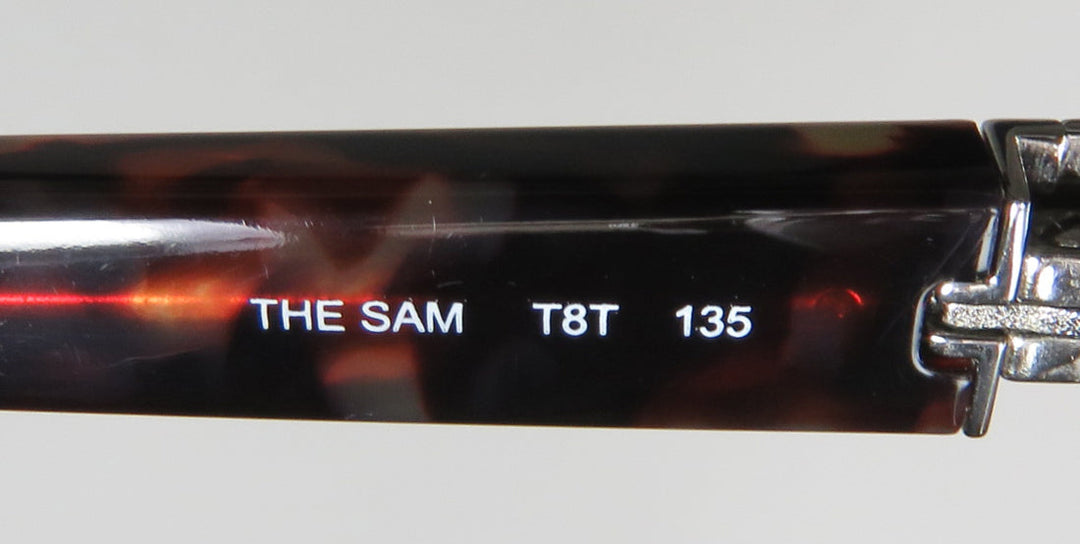 THE SAM T8T 135